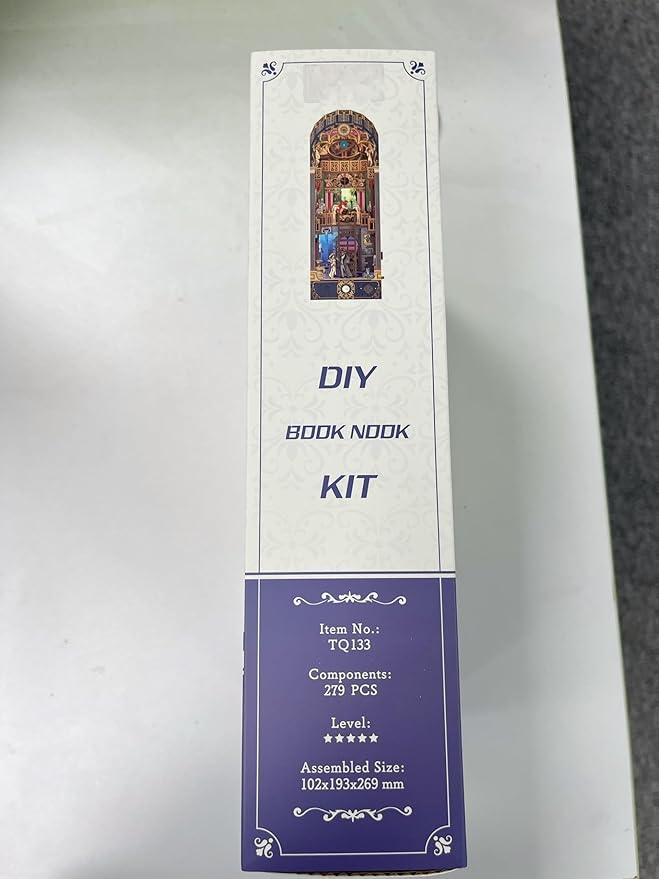 DIY
BOOK NOOK
KIT
Item No.:
TQ133
Components:
279 PCS
Level:
★★★★★
Assembled Size:
102x193x269 mm